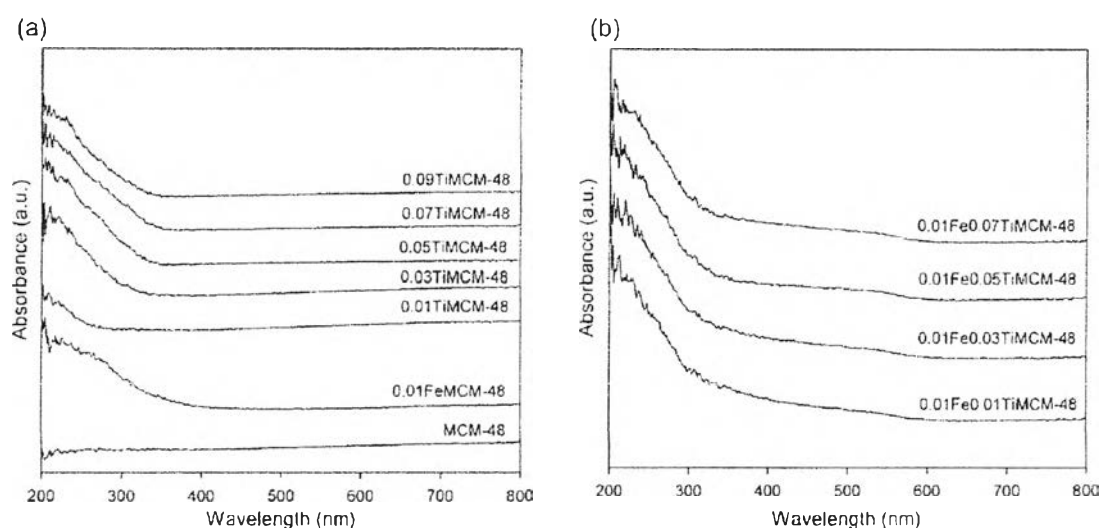 (a)
Absorbance (a.u.)
0.09TiMCM-48
0.07TiMCM-48
0.05TiMCM-48
0.03TiMCM-48
0.01TiMCM-48
0.01FeMCM-48
MCM-48
200 300 400 500 600 700 800
Wavelength (nm)
(b)
Absorbance (a.u.)
0.01Fe0.07TiMCM-48
0.01Fe0.05TiMCM-48
0.01Fe0.03TiMCM-48
0.01Fe0.01TiMCM-48
200 300 400 500 600 700 800
Wavelength (nm)